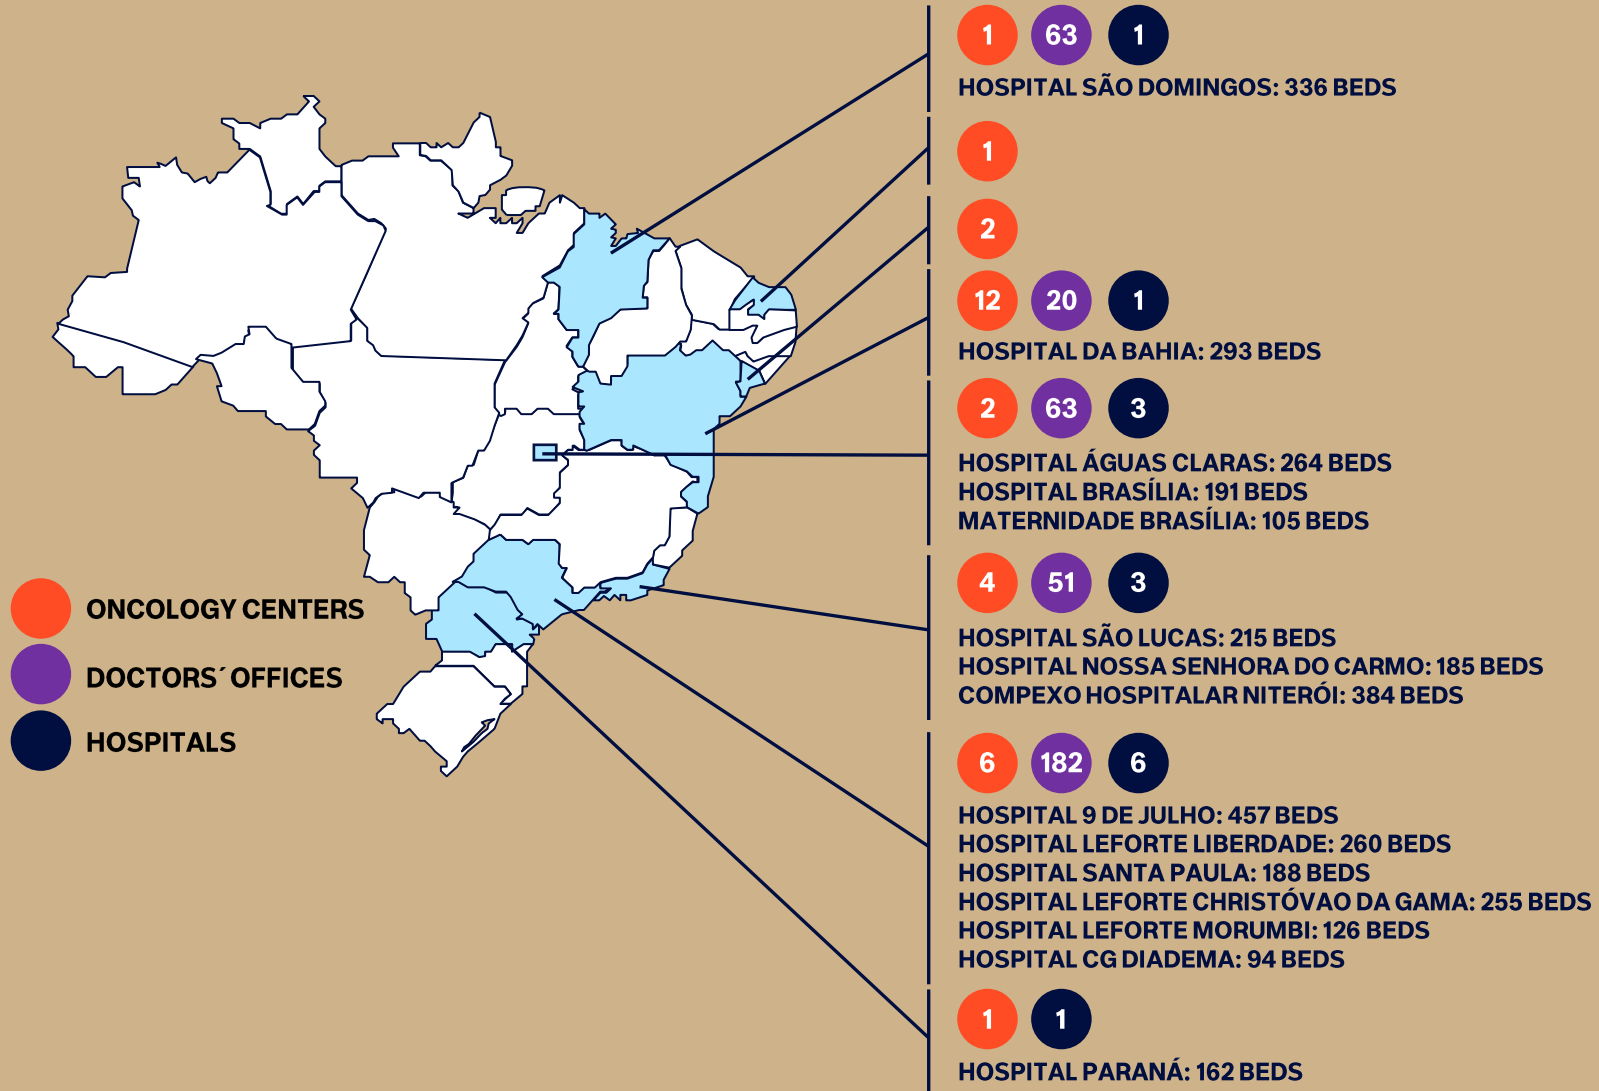 1 63 1
HOSPITAL SÃO DOMINGOS: 336 BEDS
1
2
12 20 1
HOSPITAL DA BAHIA: 293 BEDS
2 63 3
HOSPITAL ÁGUAS CLARAS: 264 BEDS
HOSPITAL BRASÍLIA: 191 BEDS
MATERNIDADE BRASÍLIA: 105 BEDS
4 51 3
HOSPITAL SÃO LUCAS: 215 BEDS
HOSPITAL NOSSA SENHORA DO CARMO: 185 BEDS
COMPEXO HOSPITALAR NITERÓI: 384 BEDS
6 182 6
HOSPITAL 9 DE JULHO: 457 BEDS
HOSPITAL LEFORTE LIBERDADE: 260 BEDS
HOSPITAL SANTA PAULA: 188 BEDS
HOSPITAL LEFORTE CHRISTÓVAO DA GAMA: 255 BEDS
HOSPITAL LEFORTE MORUMBI: 126 BEDS
HOSPITAL CG DIADEMA: 94 BEDS
1 1
HOSPITAL PARANÁ: 162 BEDS
ONCOLOGY CENTERS
DOCTORS´ OFFICES
HOSPITALS